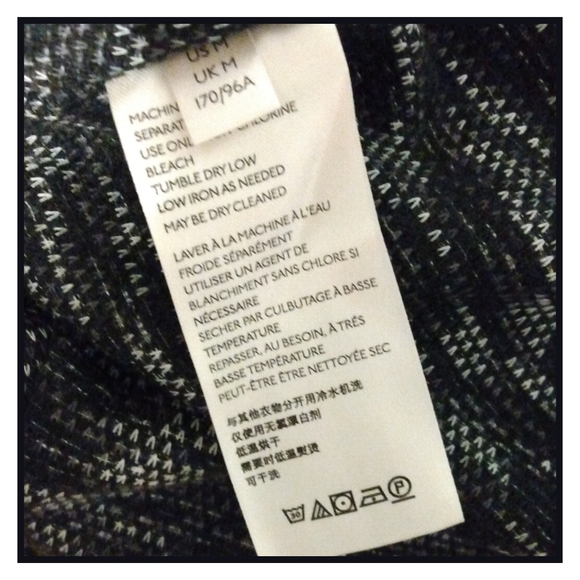 US M
UK M
170/96A
MACHIN
SEPARAT
USE ONL CHLORINE
BLEACH
TUMBLE DRY LOW
LOW IRON AS NEEDED
MAY BE DRY CLEANED
LAVER À LA MACHINE À L'EAU
FROIDE SÉPARÉMENT
UTILISER UN AGENT DE
BLANCHIMENT SANS CHLORE SI
NÉCESSAIRE
SECHER PAR CULBUTAGE À BASSE
TEMPERATURE
REPASSER, AU BESOIN, À TRÈS
BASSE TEMPÉRATURE
PEUT-ÊTRE ÊTRE NETTOYÉE SEC
与其他衣物分开用冷水机洗
仅使用无氯漂白剂
低温烘干
需要时低温熨烫
可干洗
30 P